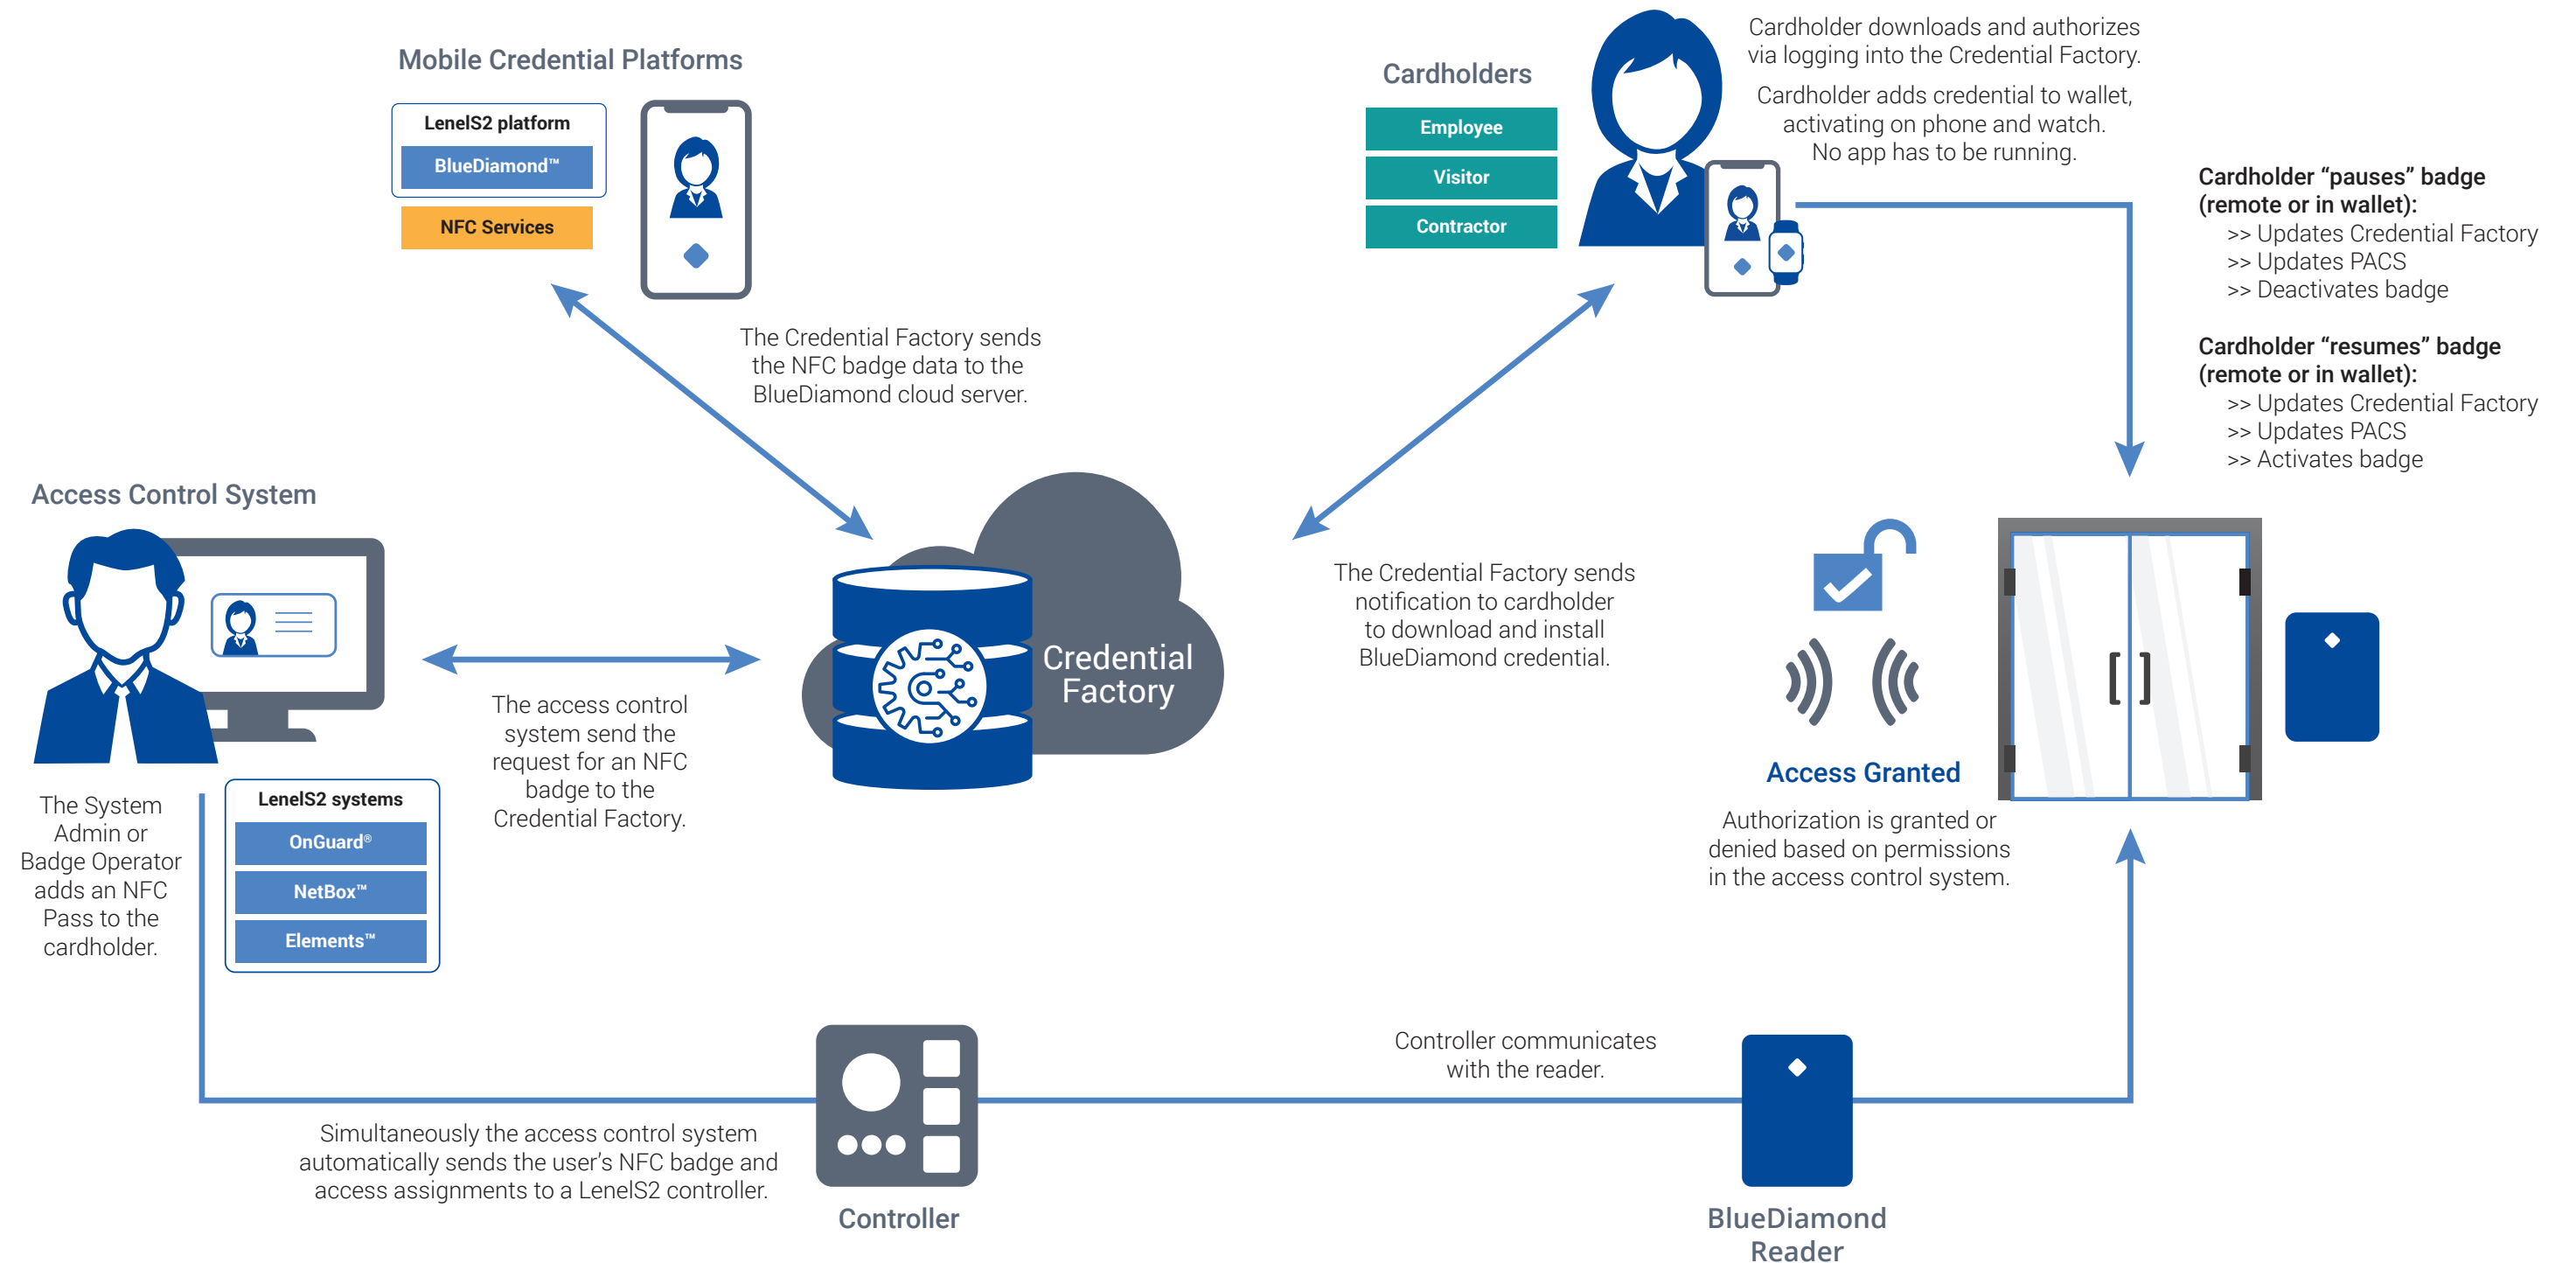 Mobile Credential Platforms
LenelS2 platform
BlueDiamond™
NFC Services
The Credential Factory sends
the NFC badge data to the
BlueDiamond cloud server.
Cardholders
Employee
Visitor
Contractor
Cardholder downloads and authorizes
via logging into the Credential Factory.
Cardholder adds credential to wallet,
activating on phone and watch.
No app has to be running.
Cardholder “pauses” badge
(remote or in wallet):
>> Updates Credential Factory
>> Updates PACS
>> Deactivates badge
Cardholder “resumes” badge
(remote or in wallet):
>> Updates Credential Factory
>> Updates PACS
>> Activates badge
Access Control System
The System
Admin or
Badge Operator
adds an NFC
Pass to the
cardholder.
LenelS2 systems
OnGuard®
NetBox™
Elements™
The access control
system send the
request for an NFC
badge to the
Credential Factory.
Credential
Factory
The Credential Factory sends
notification to cardholder
to download and install
BlueDiamond credential.
Access Granted
Authorization is granted or
denied based on permissions
in the access control system.
Simultaneously the access control system
automatically sends the user’s NFC badge and
access assignments to a LenelS2 controller.
Controller
Controller communicates
with the reader.
BlueDiamond
Reader